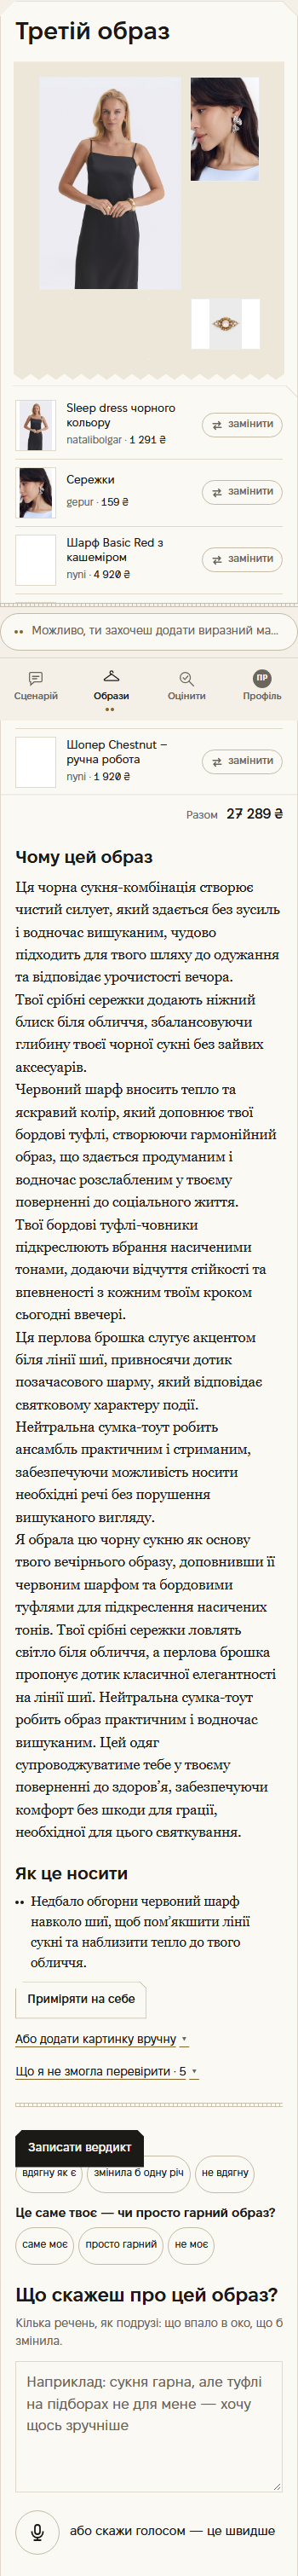 Третій образ
Sleep dress чорного
кольору
natalibolgar · 1 291 ₴
замінити
Сережки
gepur · 159 ₴
замінити
Шарф Basic Red з
кашеміром
nyni · 4 920 ₴
замінити
Можливо, ти захочеш додати виразний ма...
Сценарій
Образи
Оцінити
ПР
Профіль
Шопер Chestnut —
ручна робота
nyni · 1 920 ₴
замінити
Разом 27 289 ₴
Чому цей образ
Ця чорна сукня-комбінація створює
чистий силует, який здається без зусиль
і водночас вишуканим, чудово
підходить для твого шляху до одужання
та відповідає урочистості вечора.
Твої срібні сережки додають ніжний
блиск біля обличчя, збалансовуючи
глибину твоєї чорної сукні без зайвих
аксесуарів.
Червоний шарф вносить тепло та
яскравий колір, який доповнює твої
бордові туфлі, створюючи гармонійний
образ, що здається продуманим і
водночас розслабленим у твоєму
поверненні до соціального життя.
Твої бордові туфлі-човники
підкреслюють вбрання насиченими
тонами, додаючи відчуття стійкості та
впевненості з кожним твоїм кроком
сьогодні ввечері.
Ця перлова брошка слугує акцентом
біля лінії шиї, привносячи дотик
позачасового шарму, який відповідає
святковому характеру події.
Нейтральна сумка-тоут робить
ансамбль практичним і стриманим,
забезпечуючи можливість носити
необхідні речі без порушення
вишуканого вигляду.
Я обрала цю чорну сукню як основу
твого вечірнього образу, доповнивши її
червоним шарфом та бордовими
туфлями для підкреслення насичених
тонів. Твої срібні сережки ловлять
світло біля обличчя, а перлова брошка
пропонує дотик класичної елегантності
на лінії шиї. Нейтральна сумка-тоут
робить образ практичним і водночас
вишуканим. Цей одяг
супроводжуватиме тебе у твоєму
поверненні до здоров’я, забезпечуючи
комфорт без шкоди для грації,
необхідної для цього святкування.
Як це носити
Недбало обгорни червоний шарф
навколо шиї, щоб пом’якшити лінії
сукні та наблизити тепло до твого
обличчя.
Приміряти на себе
Або додати картинку вручну
Що я не змогла перевірити · 5
Записати вердикт
вдягну як є
змінила б одну річ
не вдягну
Це саме твоє — чи просто гарний образ?
саме моє
просто гарний
не моє
Що скажеш про цей образ?
Кілька речень, як подрузі: що впало в око, що б
змінила.
Наприклад: сукня гарна, але туфлі
на підборах не для мене — хочу
щось зручніше
або скажи голосом — це швидше